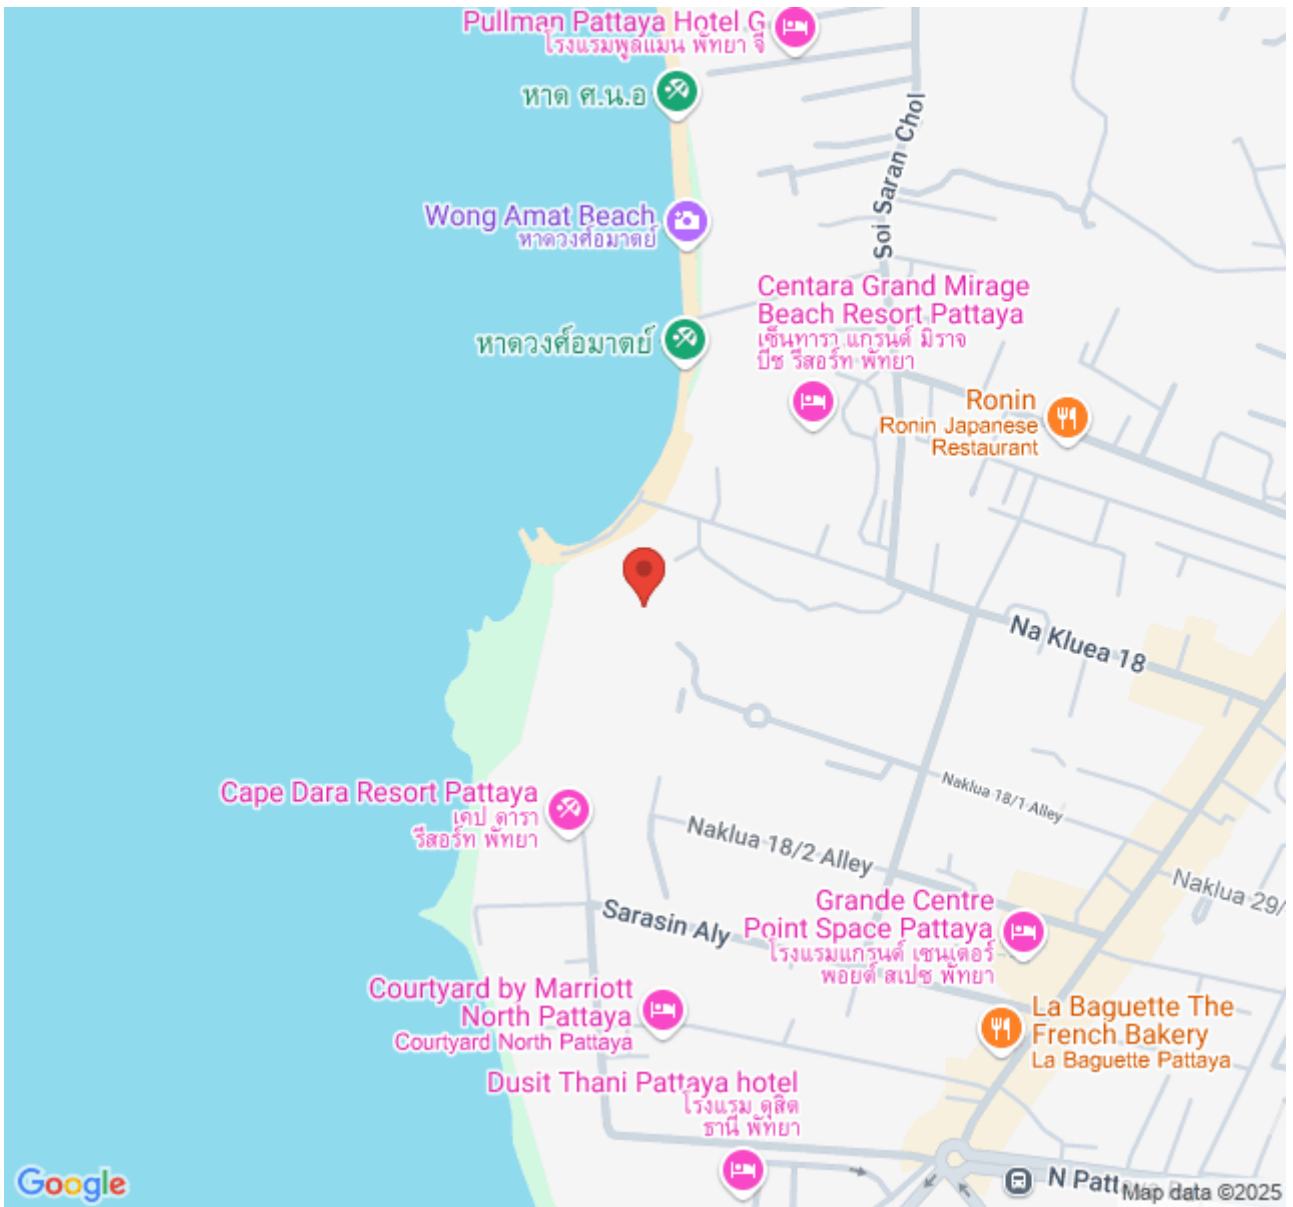 Pullman Pattaya Hotel G
โรงแรมพูลแมน พัทยา จี
หาด ศ.น.อ
Soi Saran Chol
Wong Amat Beach
หาดวงศ์อมาตย์
Centara Grand Mirage
Beach Resort Pattaya
เซ็นทารา แกรนด์ มิราจ
บีช รีสอร์ท พัทยา
หาดวงศ์อมาตย์
Ronin
Ronin Japanese
Restaurant
Na Kluea 18
Naklua 18/1 Alley
Cape Dara Resort Pattaya
เคป ดารา
รีสอร์ท พัทยา
Naklua 18/2 Alley
Naklua 29/
Grande Centre
Point Space Pattaya
โรงแรมแกรนด์ เซนเตอร์
พอยต์ สเปซ พัทยา
Sarasin Aly
Courtyard by Marriott
North Pattaya
Courtyard North Pattaya
La Baguette The
French Bakery
La Baguette Pattaya
Dusit Thani Pattaya hotel
โรงแรม ดุสิต
ธานี พัทยา
N Patt
Google
Map data ©2025